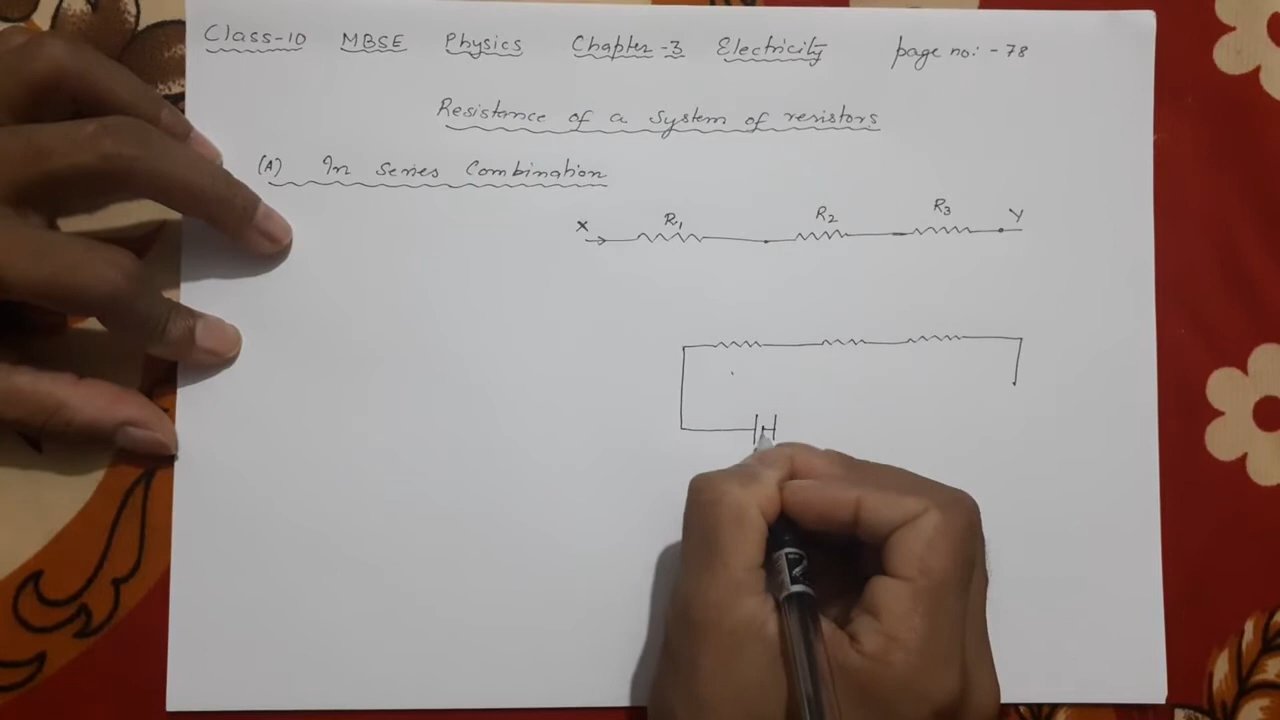 Class-10 MBSE Physics Chapter-3 Electricity page no:-78
Resistance of a system of resistors
(A) In Series Combination
X R1 R2 R3 Y